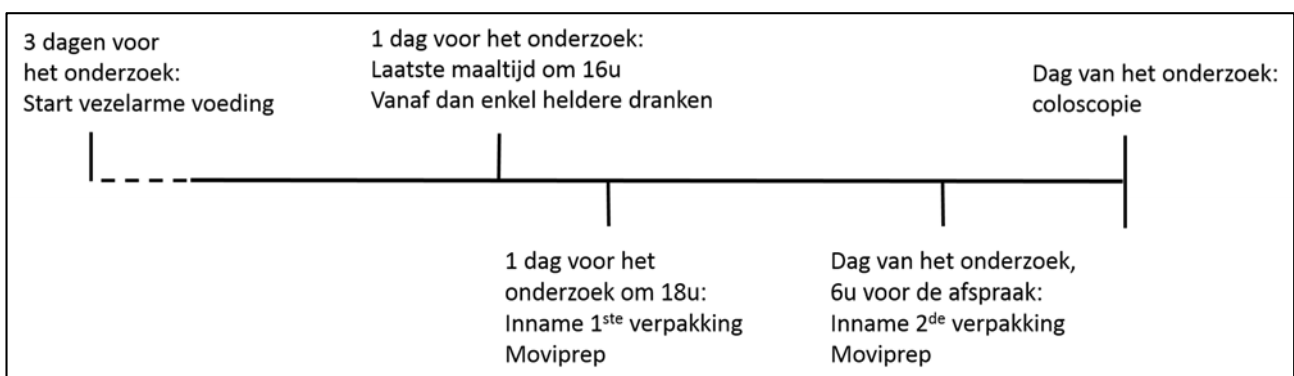 3 dagen voor
het onderzoek:
Start vezelarme voeding
1 dag voor het onderzoek:
Laatste maaltijd om 16u
Vanaf dan enkel heldere dranken
Dag van het onderzoek:
coloscopie
1 dag voor het
onderzoek om 18u:
Inname 1ste verpakking
Moviprep
Dag van het onderzoek,
6u voor de afspraak:
Inname 2de verpakking
Moviprep